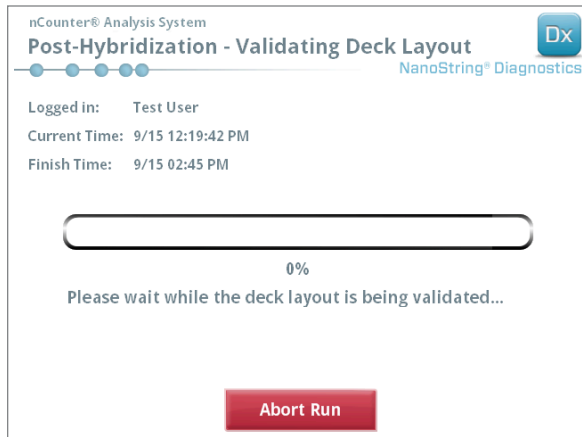 nCounter® Analysis System
Post-Hybridization - Validating Deck Layout
Dx
NanoString® Diagnostics
Logged in: Test User
Current Time: 9/15 12:19:42 PM
Finish Time: 9/15 02:45 PM
0%
Please wait while the deck layout is being validated...
Abort Run